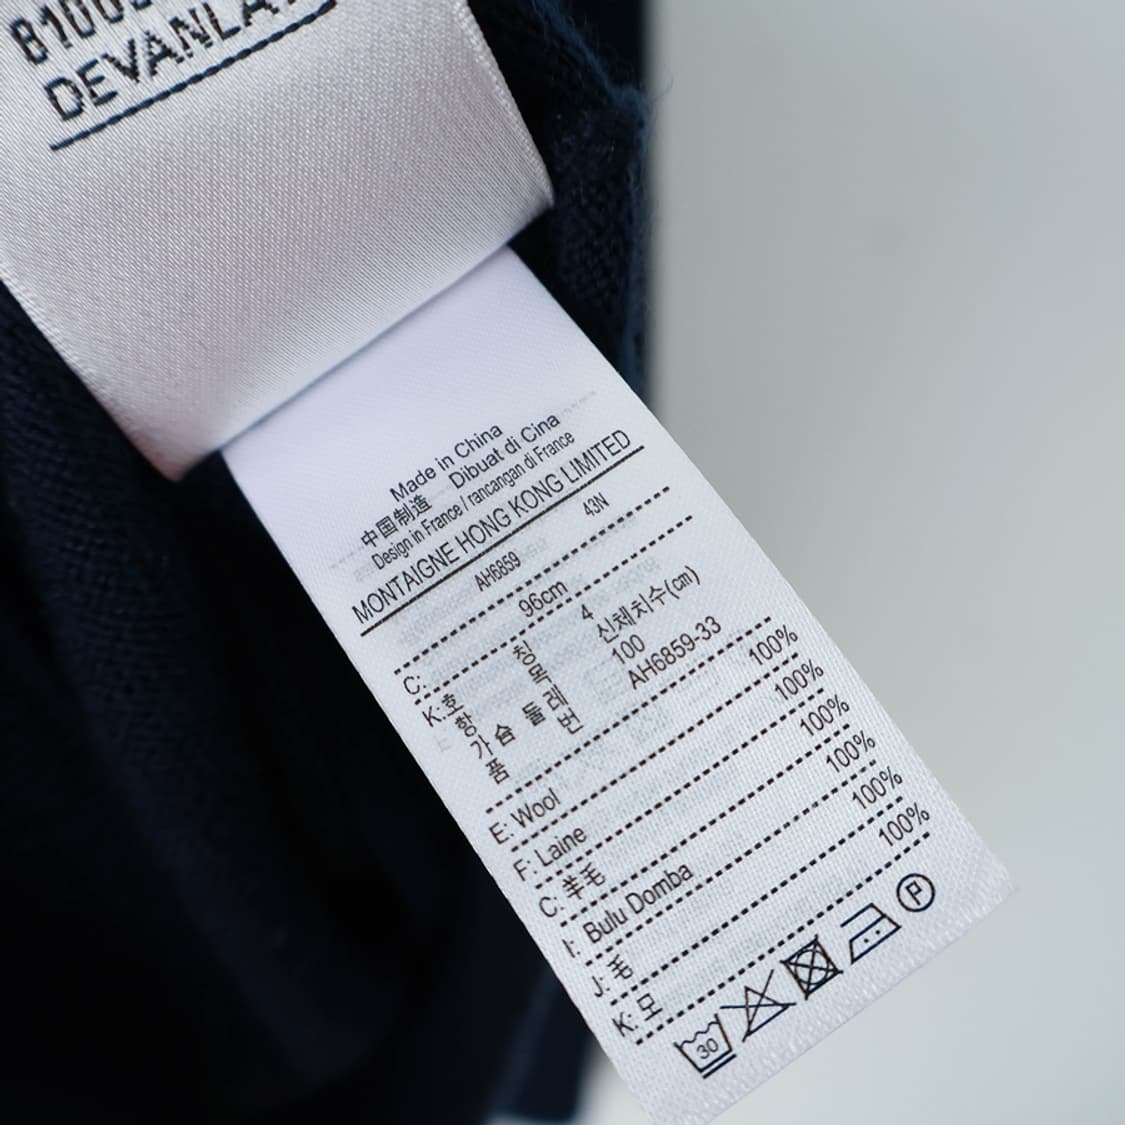 DEVANLAY
Made in China
中国制造 Dibuat di Cina
Design in France / rancangan di France
MONTAIGNE HONG KONG LIMITED
AH6859 43N
C: 96cm
K: 호칭 4
항목 신체치수(cm)
가슴둘레 100
품번 AH6859-33
E: Wool 100%
F: Laine 100%
C: 羊毛 100%
I: Bulu Domba 100%
J: 毛 100%
K: 모 100%
30
P